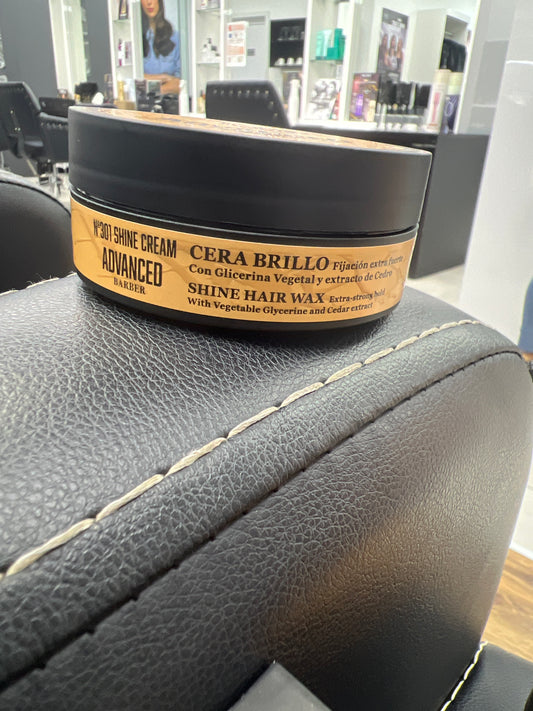 Nº301 SHINE CREAM
ADVANCED
BARBER
CERA BRILLO Fijación extra fuerte
Con Glicerina Vegetal y extracto de Cedro
SHINE HAIR WAX Extra-strong hold
With Vegetable Glycerine and Cedar extract